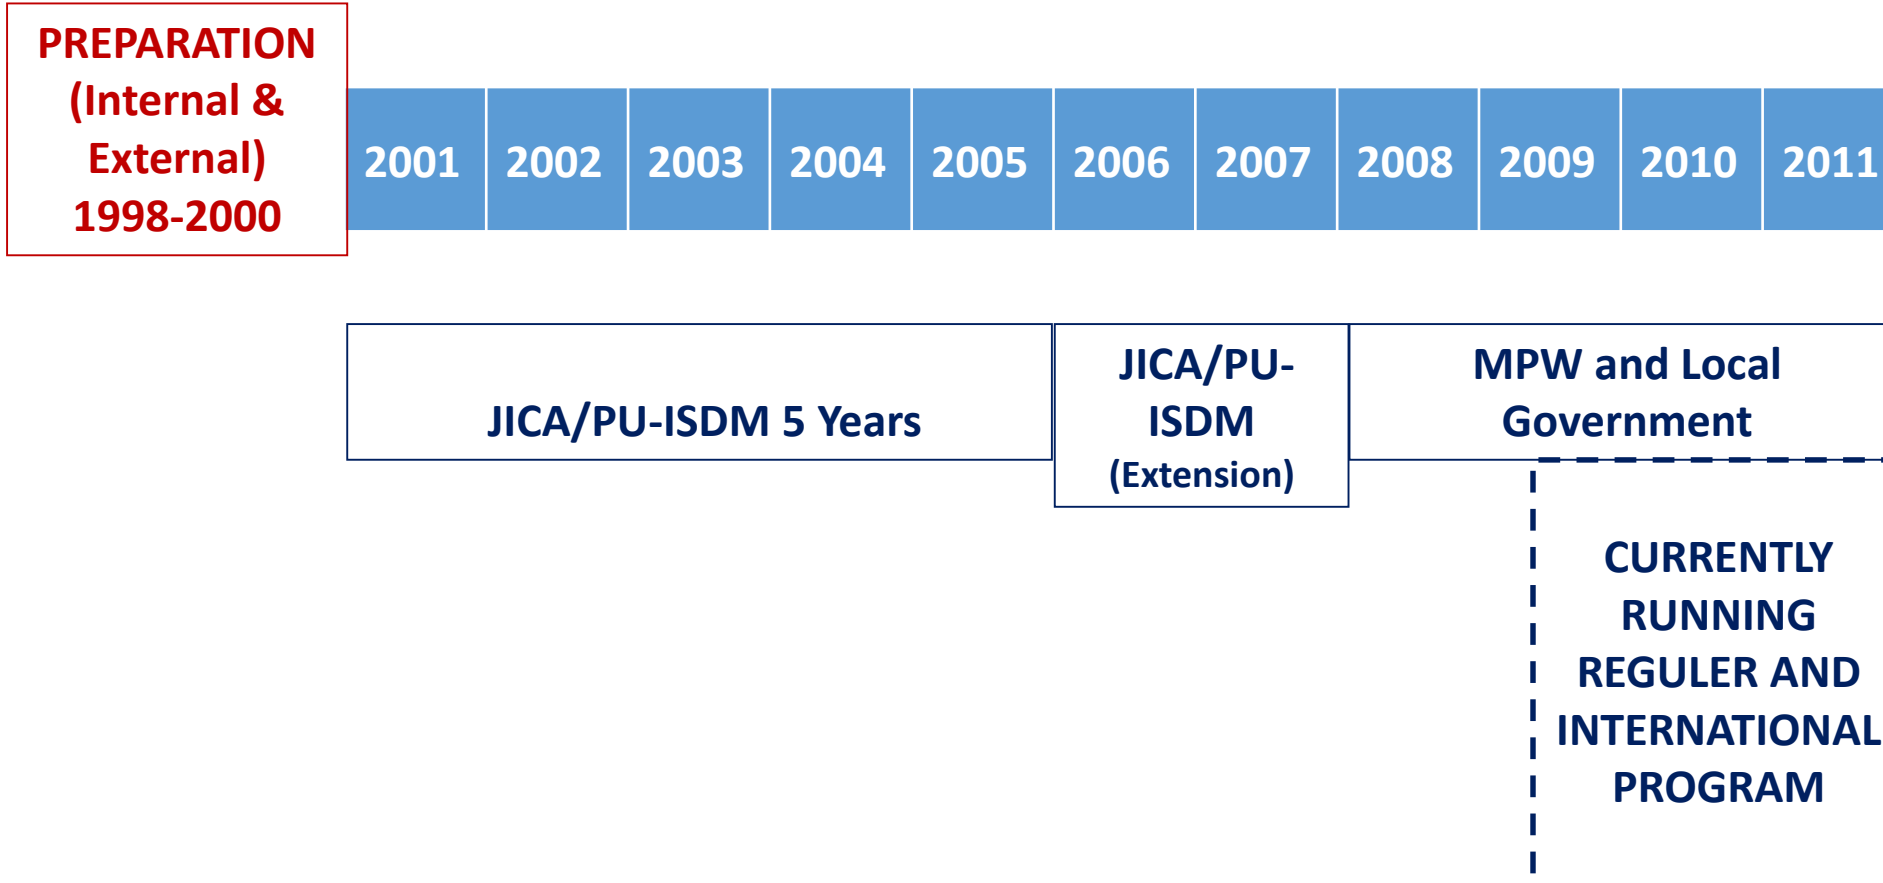 PREPARATION
(Internal &
External)
1998-2000
2001 2002 2003 2004 2005 2006 2007 2008 2009 2010 2011
JICA/PU-ISDM 5 Years
JICA/PU-
ISDM
(Extension)
MPW and Local
Government
CURRENTLY
RUNNING
REGULER AND
INTERNATIONAL
PROGRAM